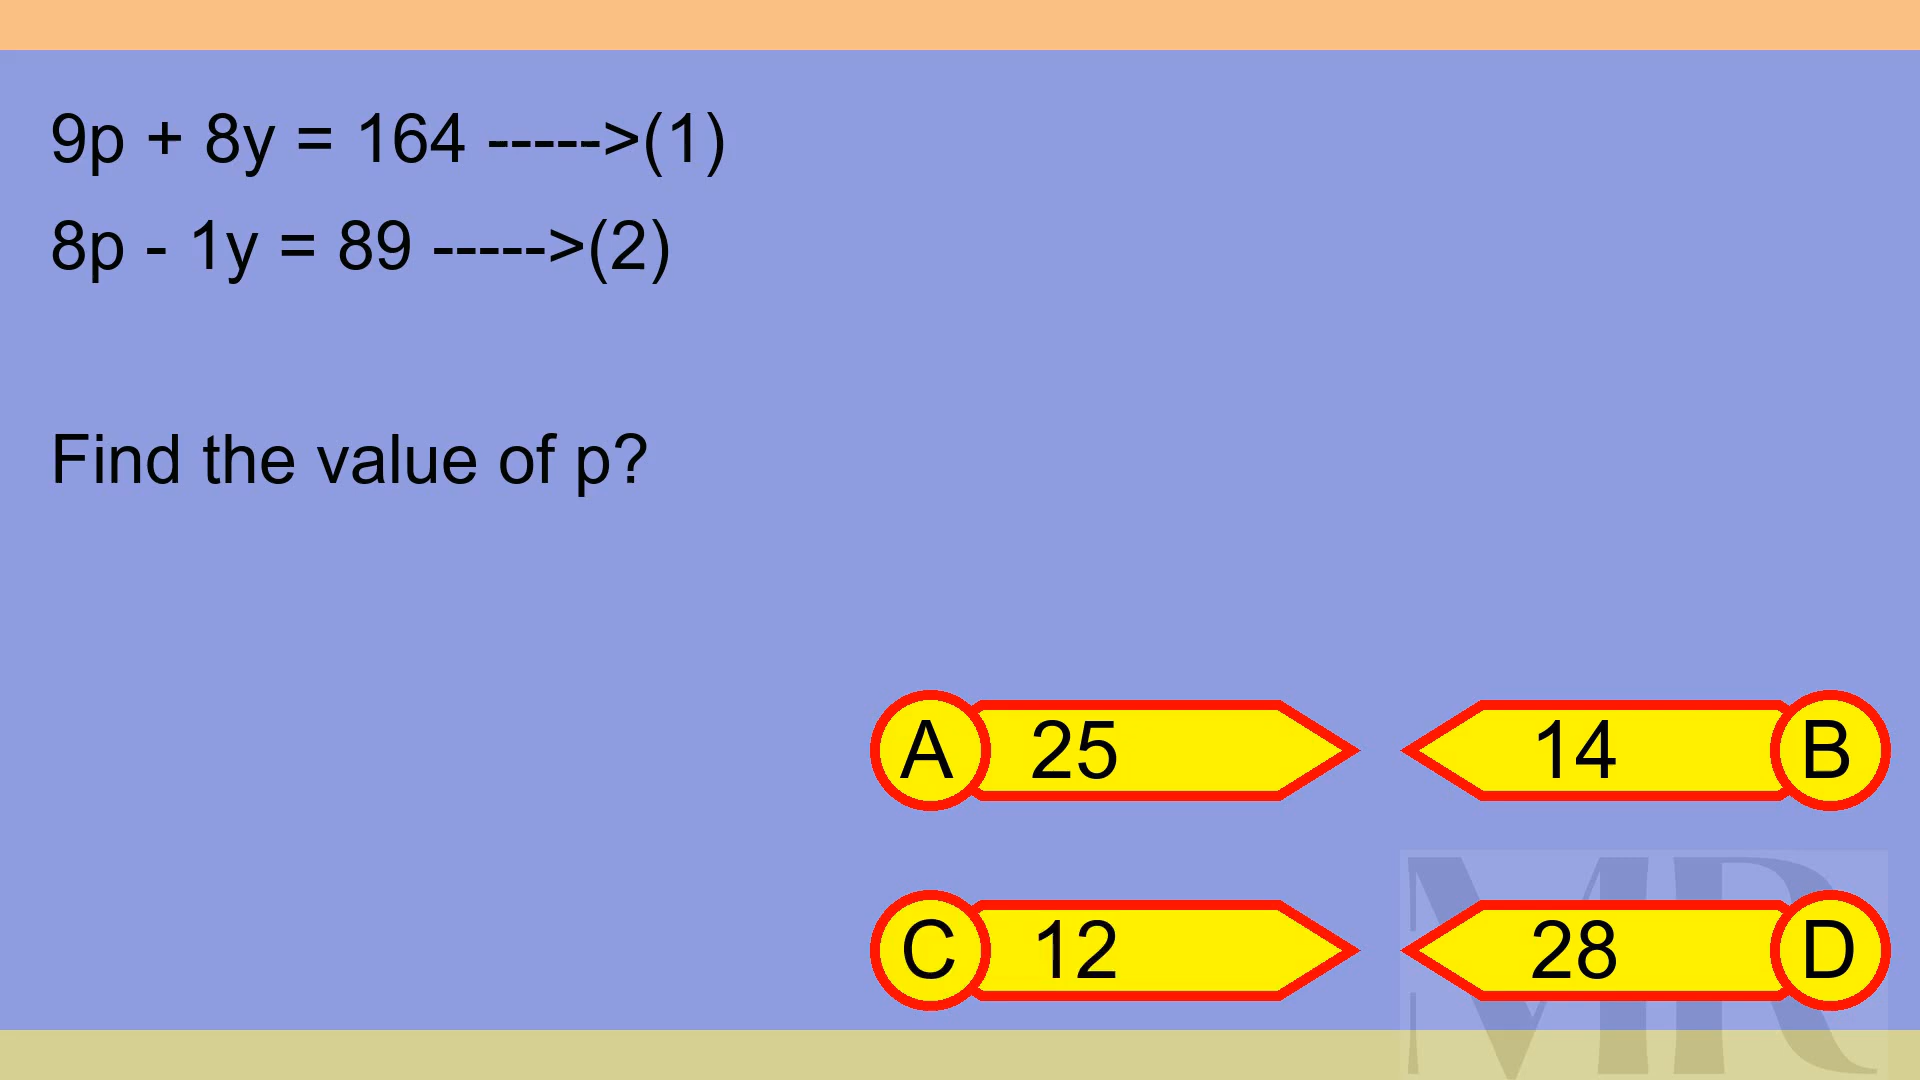 9p + 8y = 164 ----->(1)
8p - 1y = 89 ----->(2)
Find the value of p?
A 25
14 B
C 12
28 D
MR